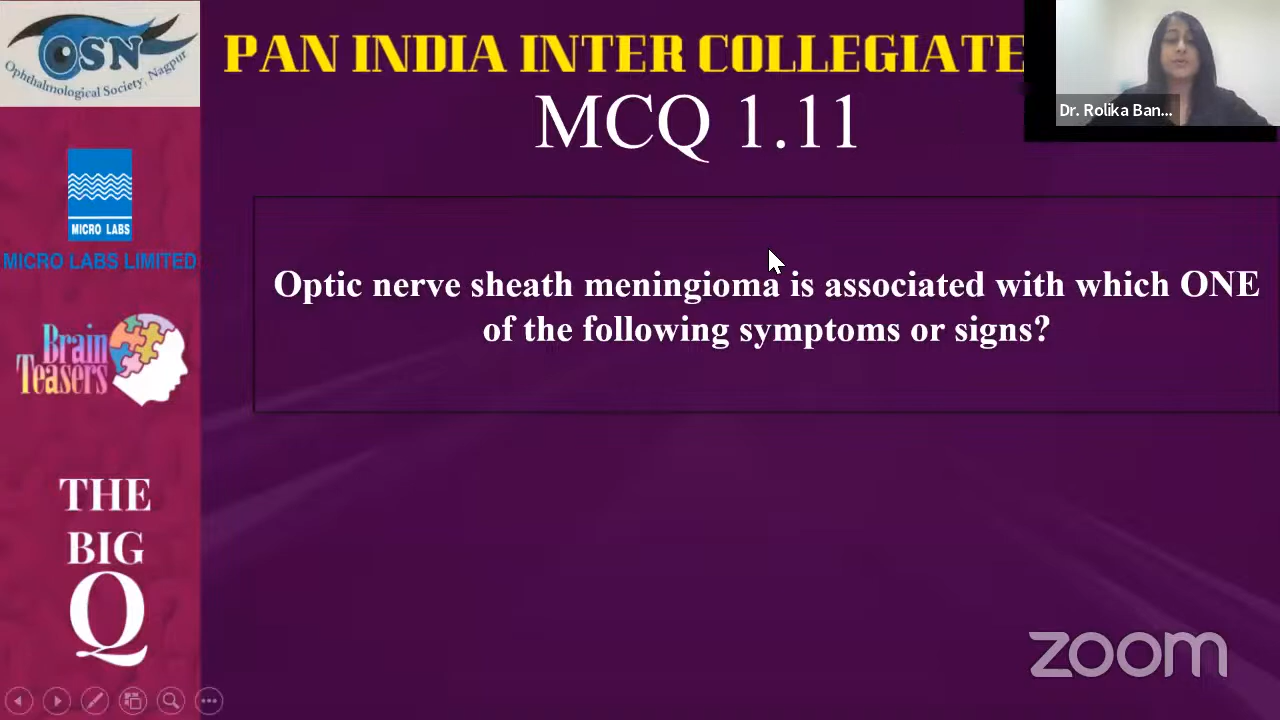 OSN
Ophthalmological Society, Nagpur
PAN INDIA INTER COLLEGIATE
MCQ 1.11
Dr. Rolika Ban...
MICRO LABS
MICRO LABS LIMITED
Optic nerve sheath meningioma is associated with which ONE
of the following symptoms or signs?
Brain
Teasers
THE
BIG
Q
zoom